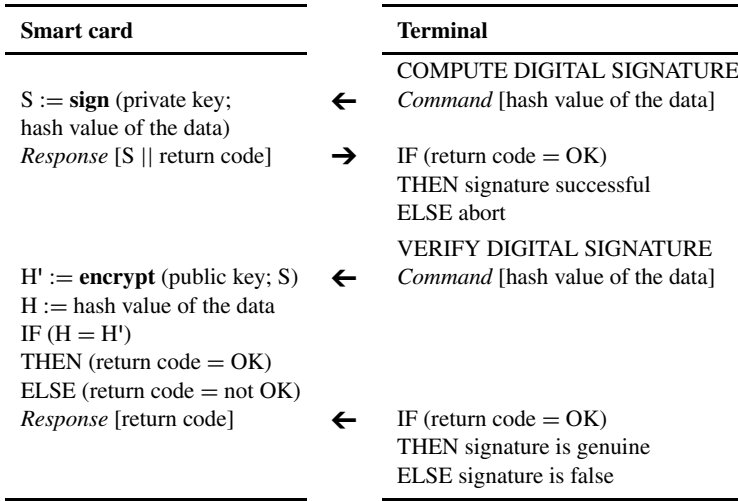 Smart card Terminal
COMPUTE DIGITAL SIGNATURE
S := sign (private key; ← Command [hash value of the data]
hash value of the data)
Response [S || return code] → IF (return code = OK)
THEN signature successful
ELSE abort
VERIFY DIGITAL SIGNATURE
H' := encrypt (public key; S) ← Command [hash value of the data]
H := hash value of the data
IF (H = H')
THEN (return code = OK)
ELSE (return code = not OK)
Response [return code] ← IF (return code = OK)
THEN signature is genuine
ELSE signature is false